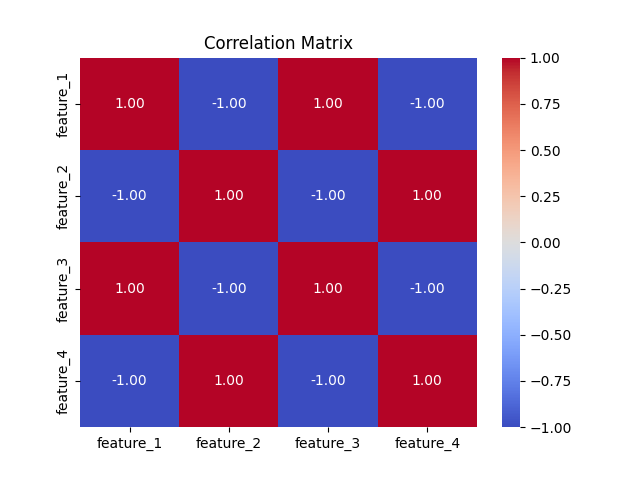 Correlation Matrix
feature_1 1.00 -1.00 1.00 -1.00
feature_2 -1.00 1.00 -1.00 1.00
feature_3 1.00 -1.00 1.00 -1.00
feature_4 -1.00 1.00 -1.00 1.00
feature_1 feature_2 feature_3 feature_4
1.00
0.75
0.50
0.25
0.00
−0.25
−0.50
−0.75
−1.00